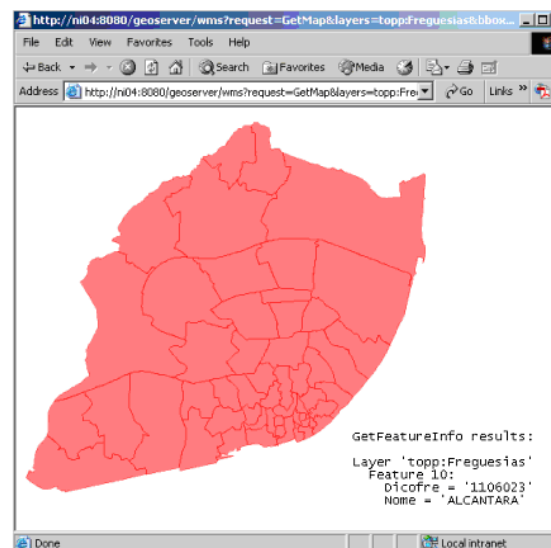 http://ni04:8080/geoserver/wms?request=GetMap&layers=topp:Freguesias&bbox...
File Edit View Favorites Tools Help
Back Search Favorites Media
Address http://ni04:8080/geoserver/wms?request=GetMap&layers=topp:Fre Go Links »
GetFeatureInfo results:
Layer 'topp:Freguesias'
Feature 10:
Dicofre = '1106023'
Nome = 'ALCANTARA'
Done Local intranet